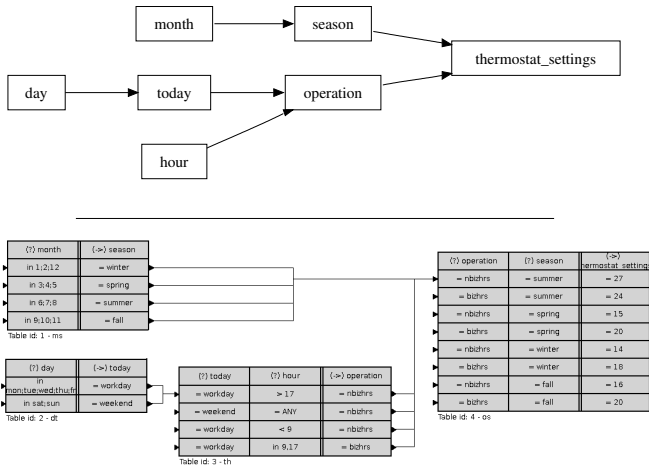 month
season
thermostat_settings
day
today
operation
hour
(?) month (->) season
in 1;2;12 = winter
in 3;4;5 = spring
in 6;7;8 = summer
in 9;10;11 = fall
Table id: 1 - ms
(?) day (->) today
in
mon;tue;wed;thu;fr = workday
in sat;sun = weekend
Table id: 2 - dt
(?) today (?) hour (->) operation
= workday > 17 = nbizhrs
= weekend = ANY = nbizhrs
= workday < 9 = nbizhrs
= workday in 9,17 = bizhrs
Table id: 3 - th
(?) operation (?) season (->)
hermostat_settings
= nbizhrs = summer = 27
= bizhrs = summer = 24
= nbizhrs = spring = 15
= bizhrs = spring = 20
= nbizhrs = winter = 14
= bizhrs = winter = 18
= nbizhrs = fall = 16
= bizhrs = fall = 20
Table id: 4 - os